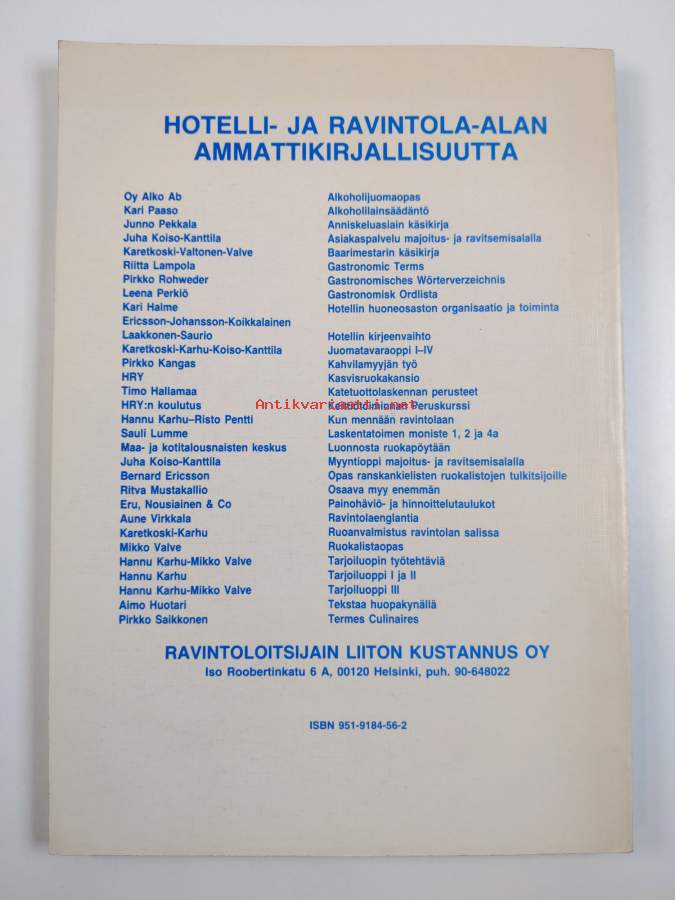 HOTELLI- JA RAVINTOLA-ALAN
AMMATTIKIRJALLISUUTTA
Oy Alko Ab Alkoholijuomaopas
Kari Paaso Alkoholilainsäädäntö
Junno Pekkala Anniskeluasiain käsikirja
Juha Koiso-Kanttila Asiakaspalvelu majoitus- ja ravitsemisalalla
Karetkoski-Valtonen-Valve Baarimestarin käsikirja
Riitta Lampola Gastronomic Terms
Pirkko Rohweder Gastronomisches Wörterverzeichnis
Leena Perkiö Gastronomisk Ordlista
Kari Halme Hotellin huoneosaston organisaatio ja toiminta
Ericsson-Johansson-Koikkalainen
Laakkonen-Saurio Hotellin kirjeenvaihto
Karetkoski-Karhu-Koiso-Kanttila Juomatavaraoppi I–IV
Pirkko Kangas Kahvilamyyjän työ
HRY Kasvisruokakansio
Timo Hallamaa Katetuottolaskennan perusteet
HRY:n koulutus Peruskurssi
Antikvariaatti.net
Hannu Karhu–Risto Pentti Kun mennään ravintolaan
Sauli Lumme Laskentatoimen moniste 1, 2 ja 4a
Maa- ja kotitalousnaisten keskus Luonnosta ruokapöytään
Juha Koiso-Kanttila Myyntioppi majoitus- ja ravitsemisalalla
Bernard Ericsson Opas ranskankielisten ruokalistojen tulkitsijoille
Ritva Mustakallio Osaava myy enemmän
Eru, Nousiainen & Co Painohäviö- ja hinnoittelutaulukot
Aune Virkkala Ravintolaenglantia
Karetkoski-Karhu Ruoanvalmistus ravintolan salissa
Mikko Valve Ruokalistaopas
Hannu Karhu-Mikko Valve Tarjoiluopin työtehtäviä
Hannu Karhu Tarjoiluoppi I ja II
Hannu Karhu-Mikko Valve Tarjoiluoppi III
Aimo Huotari Tekstaa huopakynällä
Pirkko Saikkonen Termes Culinaires
RAVINTOLOITSIJAIN LIITON KUSTANNUS OY
Iso Roobertinkatu 6 A, 00120 Helsinki, puh. 90-648022
ISBN 951-9184-56-2